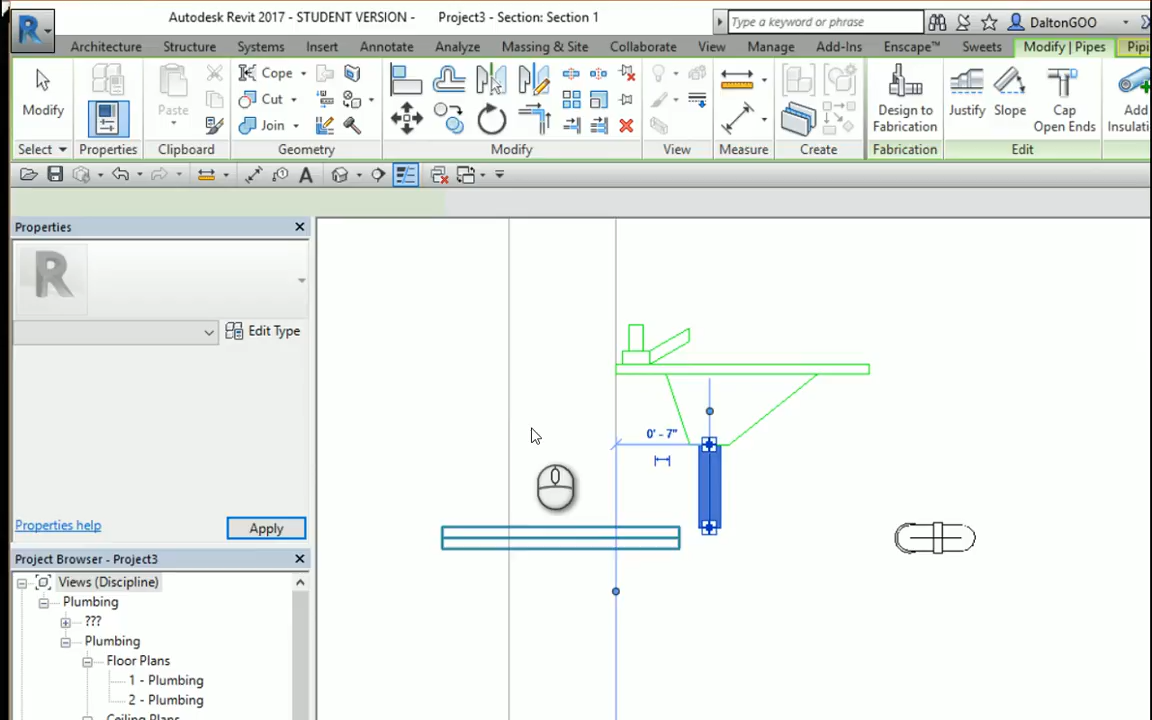 Autodesk Revit 2017 - STUDENT VERSION - Project3 - Section: Section 1
Type a keyword or phrase
DaltonGOO
R
Architecture Structure Systems Insert Annotate Analyze Massing & Site Collaborate View Manage Add-Ins Enscape™ Sweets Modify | Pipes
Modify
Paste
Cope
Cut
Join
Design to
Fabrication
Justify
Slope
Cap
Open Ends
Add
Select Properties Clipboard Geometry Modify View Measure Create Fabrication Edit
A
Properties
R
Edit Type
Properties help
Apply
Project Browser - Project3
Views (Discipline)
Plumbing
???
Plumbing
Floor Plans
1 - Plumbing
2 - Plumbing
Ceiling Plans
0' - 7"